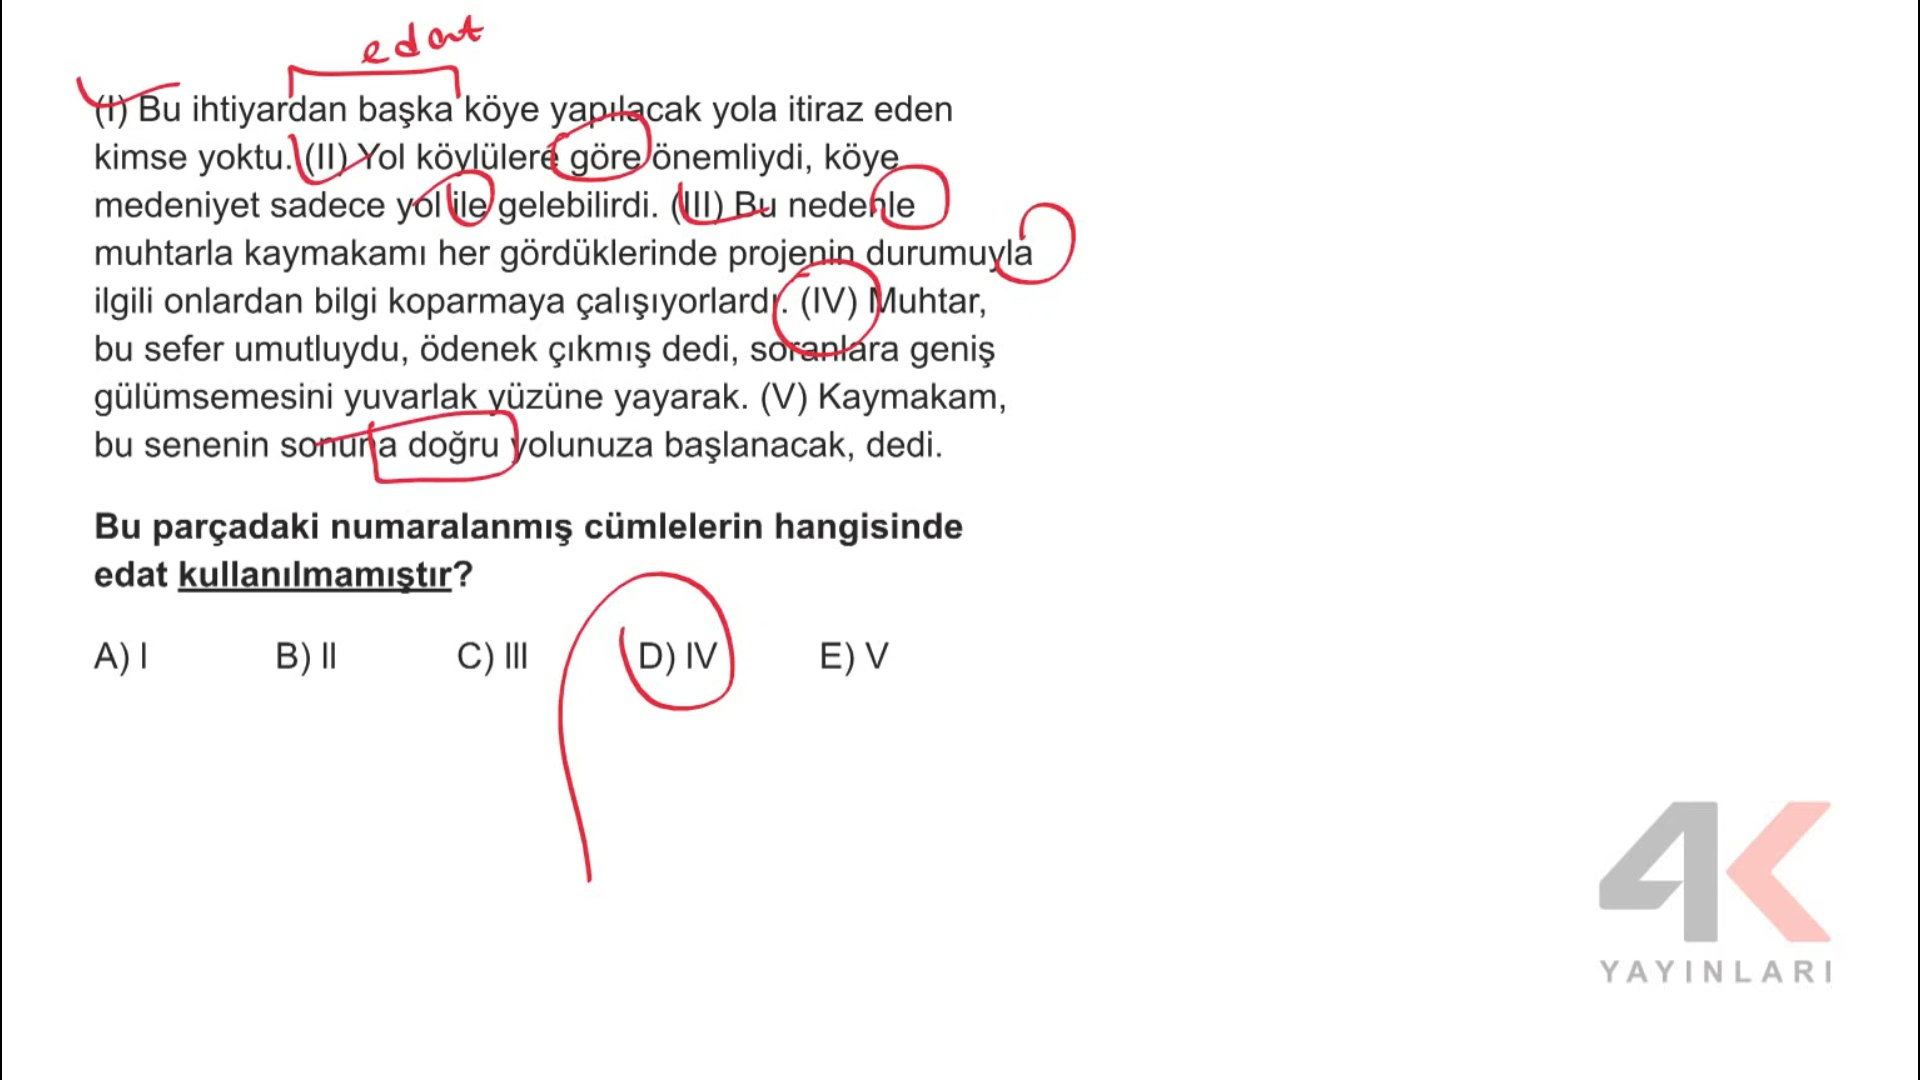 edat
(I) Bu ihtiyardan başka köye yapılacak yola itiraz eden
kimse yoktu. (II) Yol köylülere göre önemliydi, köye
medeniyet sadece yol ile gelebilirdi. (III) Bu nedenle
muhtarla kaymakamı her gördüklerinde projenin durumuyla
ilgili onlardan bilgi koparmaya çalışıyorlardı. (IV) Muhtar,
bu sefer umutluydu, ödenek çıkmış dedi, soranlara geniş
gülümsemesini yuvarlak yüzüne yayarak. (V) Kaymakam,
bu senenin sonuna doğru yolunuza başlanacak, dedi.
Bu parçadaki numaralanmış cümlelerin hangisinde
edat kullanılmamıştır?
A) I B) II C) III D) IV E) V
4K
YAYINLARI